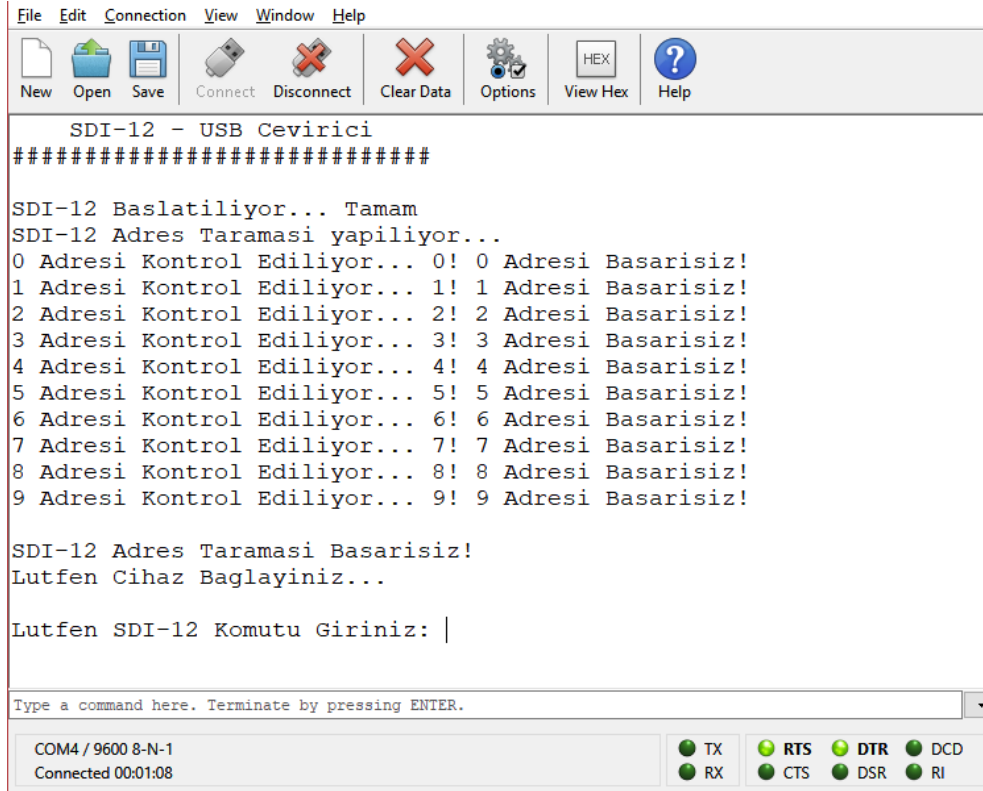 File Edit Connection View Window Help
New Open Save Connect Disconnect Clear Data Options HEX View Hex ? Help
SDI-12 - USB Cevirici
#############################
SDI-12 Baslatiliyor... Tamam
SDI-12 Adres Taramasi yapiliyor...
0 Adresi Kontrol Ediliyor... 0! 0 Adresi Basarisiz!
1 Adresi Kontrol Ediliyor... 1! 1 Adresi Basarisiz!
2 Adresi Kontrol Ediliyor... 2! 2 Adresi Basarisiz!
3 Adresi Kontrol Ediliyor... 3! 3 Adresi Basarisiz!
4 Adresi Kontrol Ediliyor... 4! 4 Adresi Basarisiz!
5 Adresi Kontrol Ediliyor... 5! 5 Adresi Basarisiz!
6 Adresi Kontrol Ediliyor... 6! 6 Adresi Basarisiz!
7 Adresi Kontrol Ediliyor... 7! 7 Adresi Basarisiz!
8 Adresi Kontrol Ediliyor... 8! 8 Adresi Basarisiz!
9 Adresi Kontrol Ediliyor... 9! 9 Adresi Basarisiz!
SDI-12 Adres Taramasi Basarisiz!
Lutfen Cihaz Baglayiniz...
Lutfen SDI-12 Komutu Giriniz:
Type a command here. Terminate by pressing ENTER.
COM4 / 9600 8-N-1 TX RTS DTR DCD
Connected 00:01:08 RX CTS DSR RI